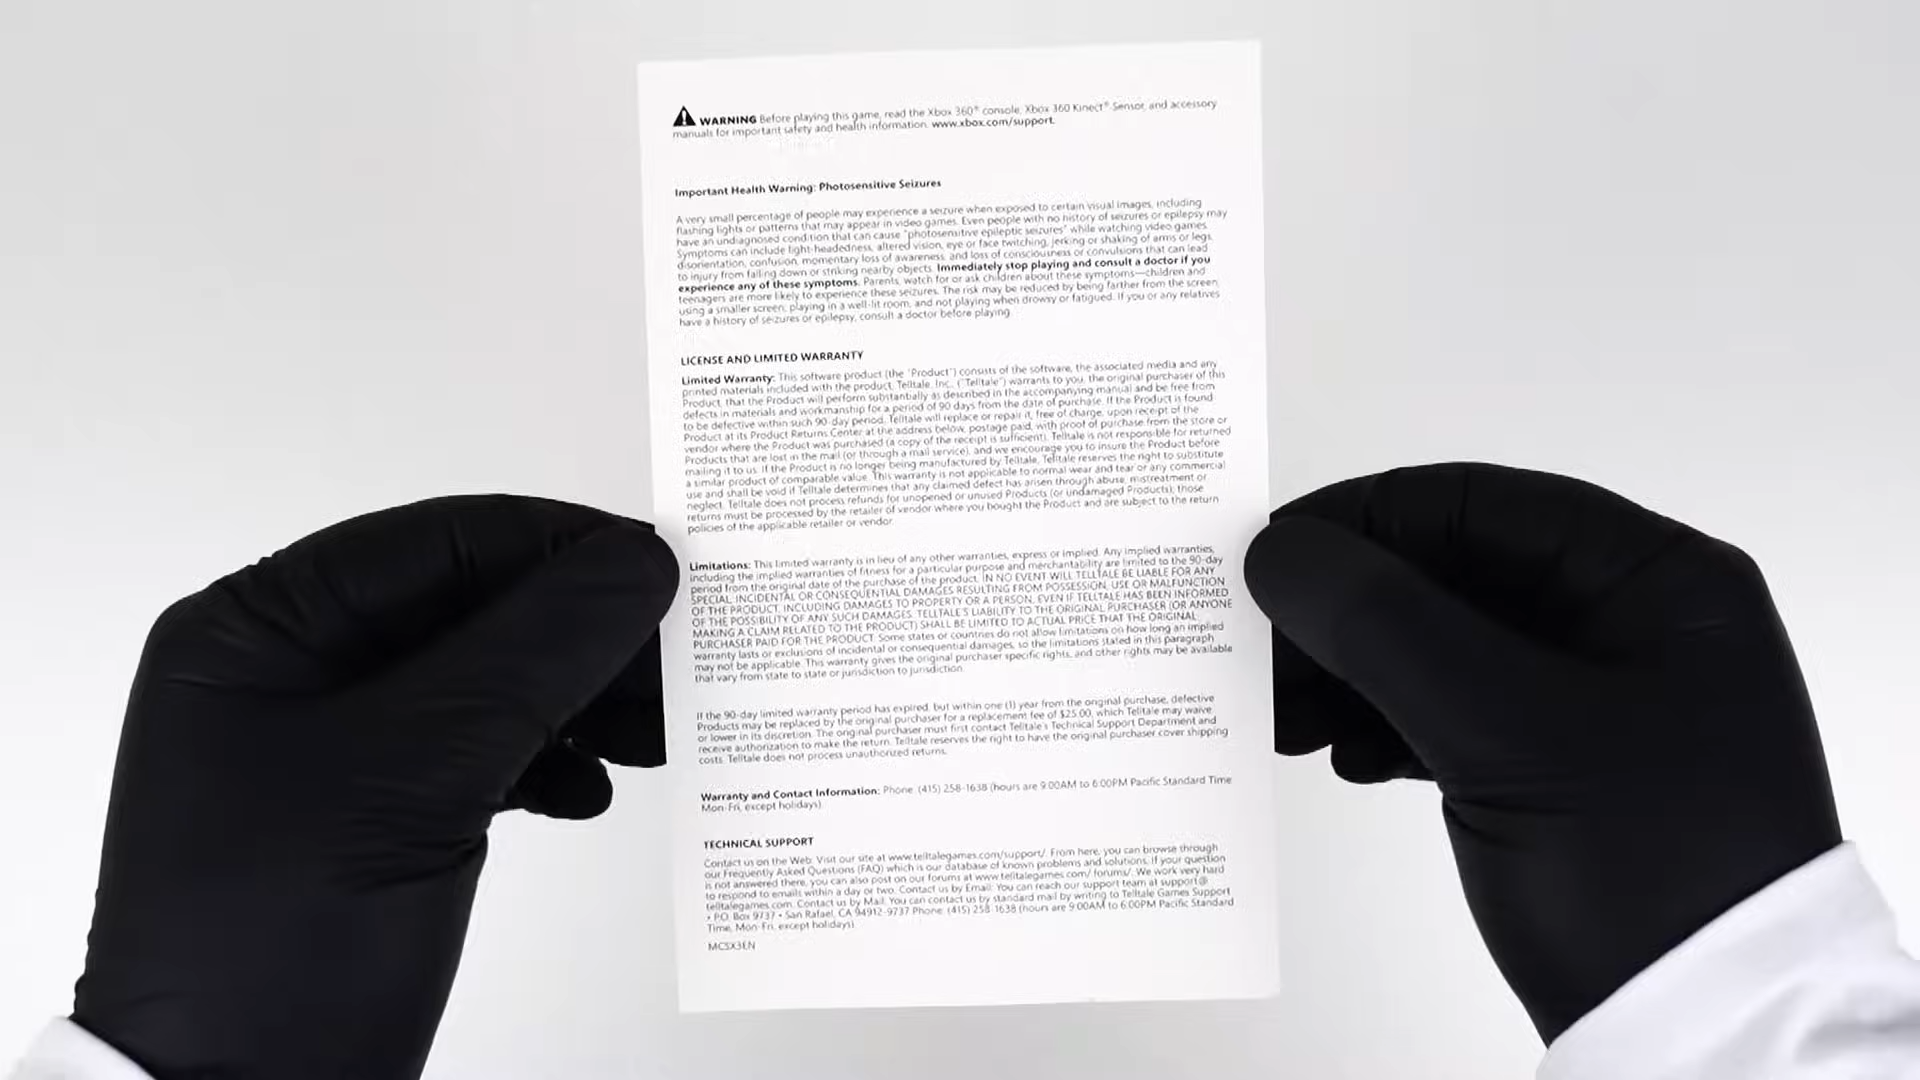 WARNING Before playing this game, read the Xbox 360® console, Xbox 360 Kinect® Sensor, and accessory
manuals for important safety and health information. www.xbox.com/support.
Important Health Warning: Photosensitive Seizures
A very small percentage of people may experience a seizure when exposed to certain visual images, including
flashing lights or patterns that may appear in video games. Even people with no history of seizures or epilepsy may
have an undiagnosed condition that can cause "photosensitive epileptic seizures" while watching video games.
Symptoms can include light-headedness, altered vision, eye or face twitching, jerking or shaking of arms or legs,
disorientation, confusion, momentary loss of awareness, and loss of consciousness or convulsions that can lead
to injury from falling down or striking nearby objects. Immediately stop playing and consult a doctor if you
experience any of these symptoms. Parents, watch for or ask children about these symptoms—children and
teenagers are more likely to experience these seizures. The risk may be reduced by being farther from the screen,
using a smaller screen, playing in a well-lit room, and not playing when drowsy or fatigued. If you or any relatives
have a history of seizures or epilepsy, consult a doctor before playing.
LICENSE AND LIMITED WARRANTY
Limited Warranty: This software product (the "Product") consists of the software, the associated media and any
printed materials included with the product. Telltale, Inc., ("Telltale") warrants to you, the original purchaser of this
Product, that the Product will perform substantially as described in the accompanying manual and be free from
defects in materials and workmanship for a period of 90 days from the date of purchase. If the Product is found
to be defective within such 90-day period, Telltale will replace or repair it, free of charge, upon receipt of the
Product at its Product Returns Center at the address below, postage paid, with proof of purchase from the store or
vendor where the Product was purchased (a copy of the receipt is sufficient). Telltale is not responsible for returned
Products that are lost in the mail (or through a mail service), and we encourage you to insure the Product before
mailing it to us. If the Product is no longer being manufactured by Telltale, Telltale reserves the right to substitute
a similar product of comparable value. This warranty is not applicable to normal wear and tear or any commercial
use and shall be void if Telltale determines that any claimed defect has arisen through abuse, mistreatment or
neglect. Telltale does not process refunds for unopened or unused Products (or undamaged Products); those
returns must be processed by the retailer of vendor where you bought the Product and are subject to the return
policies of the applicable retailer or vendor.
Limitations: This limited warranty is in lieu of any other warranties, express or implied. Any implied warranties,
including the implied warranties of fitness for a particular purpose and merchantability are limited to the 90-day
period from the original date of the purchase of the product. IN NO EVENT WILL TELLTALE BE LIABLE FOR ANY
SPECIAL, INCIDENTAL OR CONSEQUENTIAL DAMAGES RESULTING FROM POSSESSION, USE OR MALFUNCTION
OF THE PRODUCT, INCLUDING DAMAGES TO PROPERTY OR A PERSON, EVEN IF TELLTALE HAS BEEN INFORMED
OF THE POSSIBILITY OF ANY SUCH DAMAGES. TELLTALE'S LIABILITY TO THE ORIGINAL PURCHASER (OR ANYONE
MAKING A CLAIM RELATED TO THE PRODUCT) SHALL BE LIMITED TO ACTUAL PRICE THAT THE ORIGINAL
PURCHASER PAID FOR THE PRODUCT. Some states or countries do not allow limitations on how long an implied
warranty lasts or exclusions of incidental or consequential damages, so the limitations stated in this paragraph
may not be applicable. This warranty gives the original purchaser specific rights, and other rights may be available
that vary from state to state or jurisdiction to jurisdiction.
If the 90-day limited warranty period has expired, but within one (1) year from the original purchase, defective
Products may be replaced by the original purchaser for a replacement fee of $25.00, which Telltale may waive
or lower in its discretion. The original purchaser must first contact Telltale's Technical Support Department and
receive authorization to make the return. Telltale reserves the right to have the original purchaser cover shipping
costs. Telltale does not process unauthorized returns.
Warranty and Contact Information: Phone: (415) 258-1638 (hours are 9:00AM to 6:00PM Pacific Standard Time
Mon-Fri, except holidays).
TECHNICAL SUPPORT
Contact us on the Web: Visit our site at www.telltalegames.com/support/. From here, you can browse through
our Frequently Asked Questions (FAQ) which is our database of known problems and solutions. If your question
is not answered there, you can also post on our forums at www.telltalegames.com/ forums/. We work very hard
to respond to emails within a day or two. Contact us by Email: You can reach our support team at support@
telltalegames.com. Contact us by Mail: You can contact us by standard mail by writing to Telltale Games Support
• P.O. Box 9737 • San Rafael, CA 94912-9737 Phone: (415) 258-1638 (hours are 9:00AM to 6:00PM Pacific Standard
Time, Mon-Fri, except holidays).
MCSX3EN